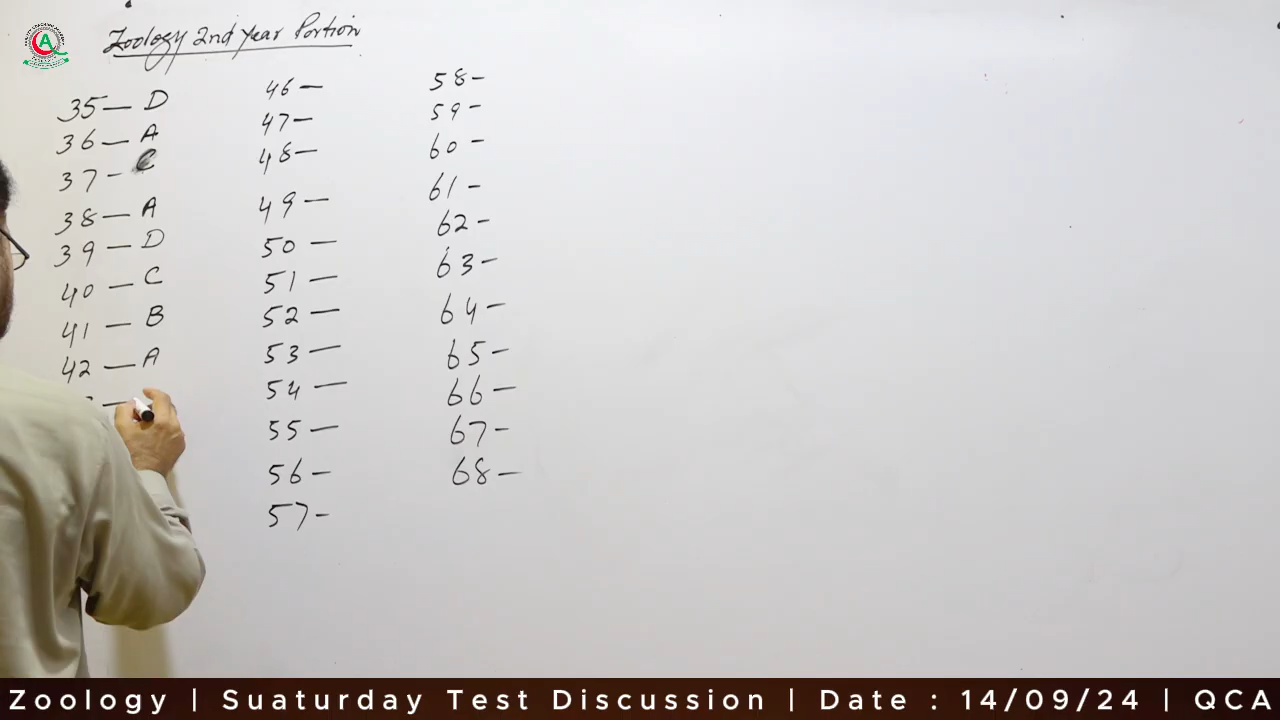 Zoology 2nd Year Portion
35 — D
36 — A
37 - C
38 — A
39 — D
40 — C
41 — B
42 — A
46 —
47 —
48 —
49 —
50 —
51 —
52 —
53 —
54 —
55 —
56 -
57 -
58 -
59 -
60 -
61 -
62 -
63 -
64 -
65 -
66 -
67 -
68 -
Zoology | Suaturday Test Discussion | Date : 14/09/24 | QCA